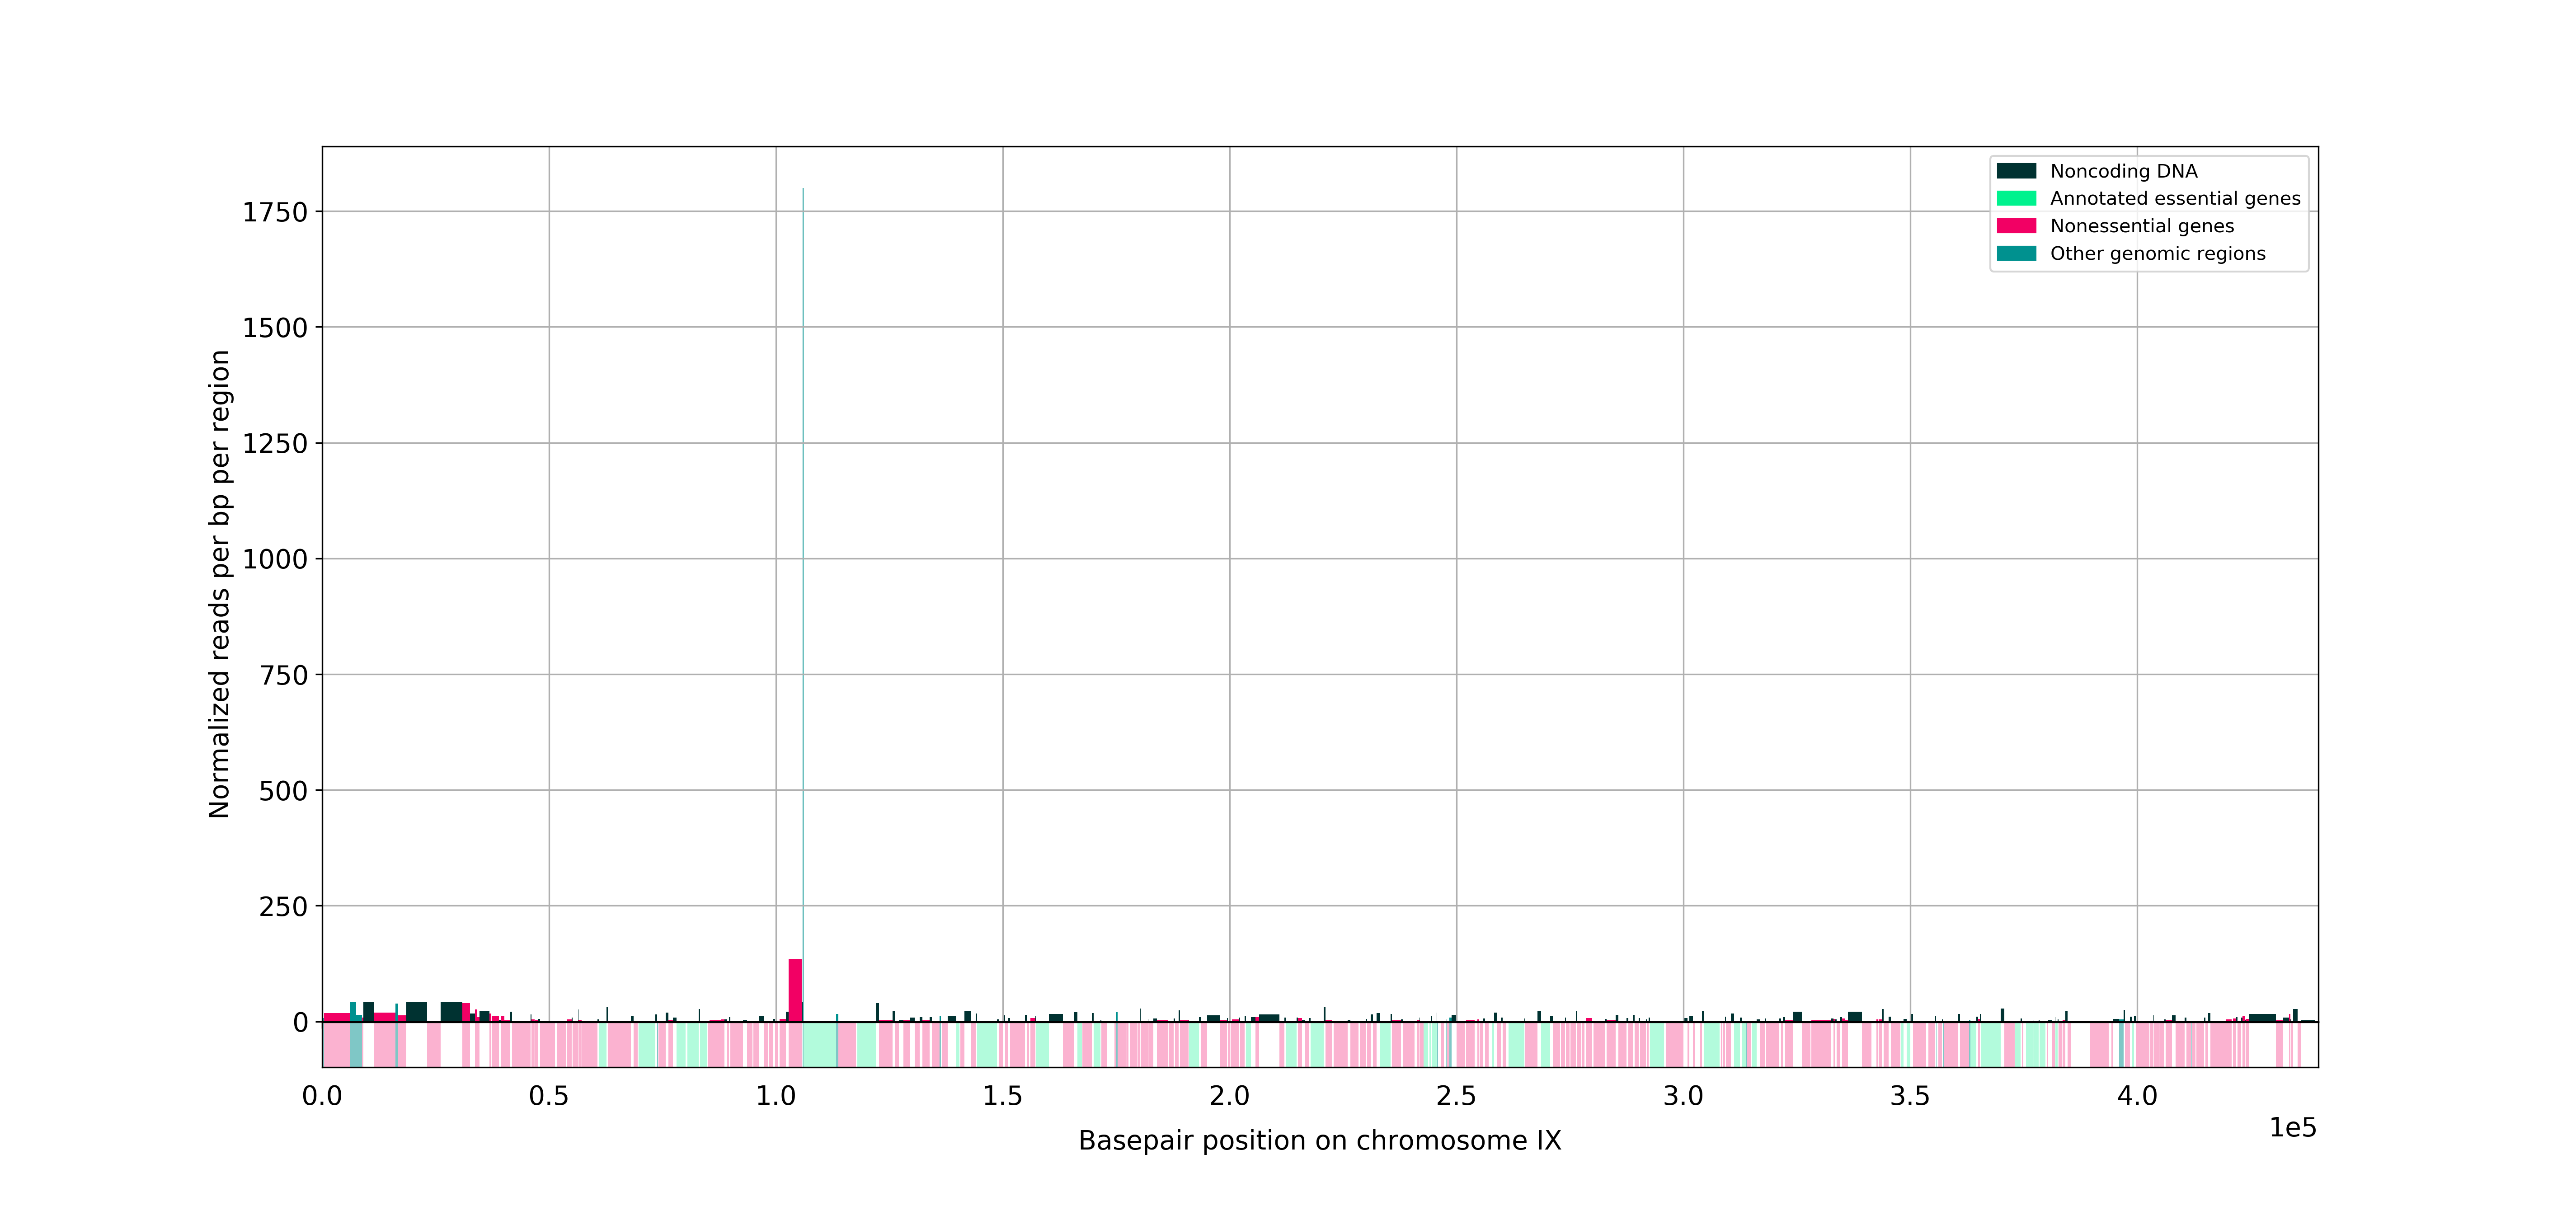 Noncoding DNA
Annotated essential genes
Nonessential genes
Other genomic regions
1750
1500
1250
1000
750
500
250
0
Normalized reads per bp per region
0.0 0.5 1.0 1.5 2.0 2.5 3.0 3.5 4.0
1e5
Basepair position on chromosome IX